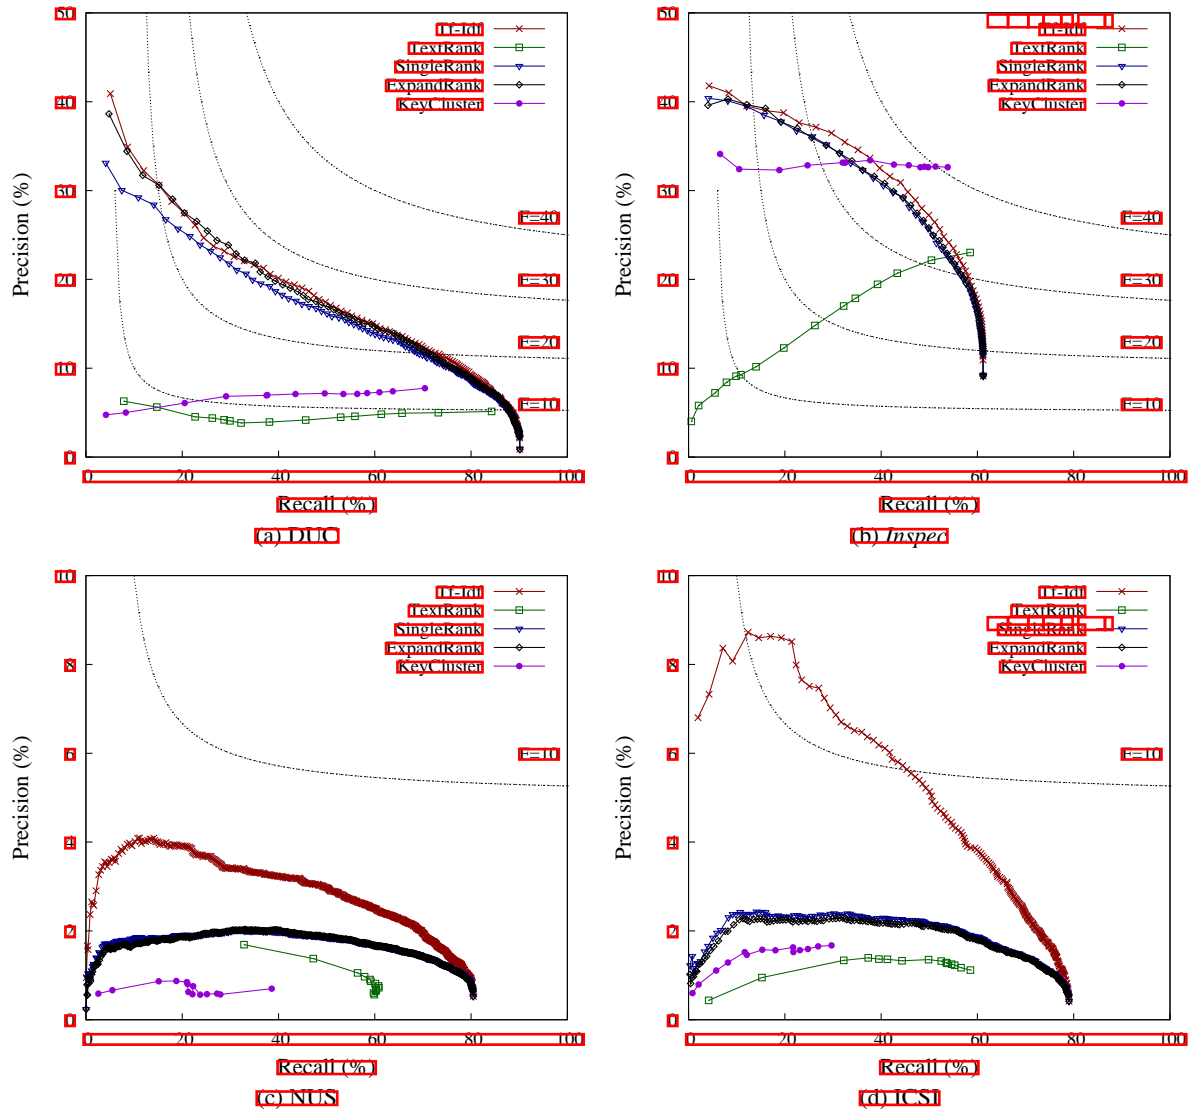 50
40
30
20
10
0
Precision (%)
Tf-Idf
TextRank
SingleRank
ExpandRank
KeyCluster
F=40
F=30
F=20
F=10
0 20 40 60 80 100
Recall (%)
(a) DUC
50
40
30
20
10
0
Precision (%)
Tf-Idf
TextRank
SingleRank
ExpandRank
KeyCluster
F=40
F=30
F=20
F=10
0 20 40 60 80 100
Recall (%)
(b) Inspec
10
8
6
4
2
0
Precision (%)
Tf-Idf
TextRank
SingleRank
ExpandRank
KeyCluster
F=10
0 20 40 60 80 100
Recall (%)
(c) NUS
10
8
6
4
2
0
Precision (%)
Tf-Idf
TextRank
SingleRank
ExpandRank
KeyCluster
F=10
0 20 40 60 80 100
Recall (%)
(d) ICSI